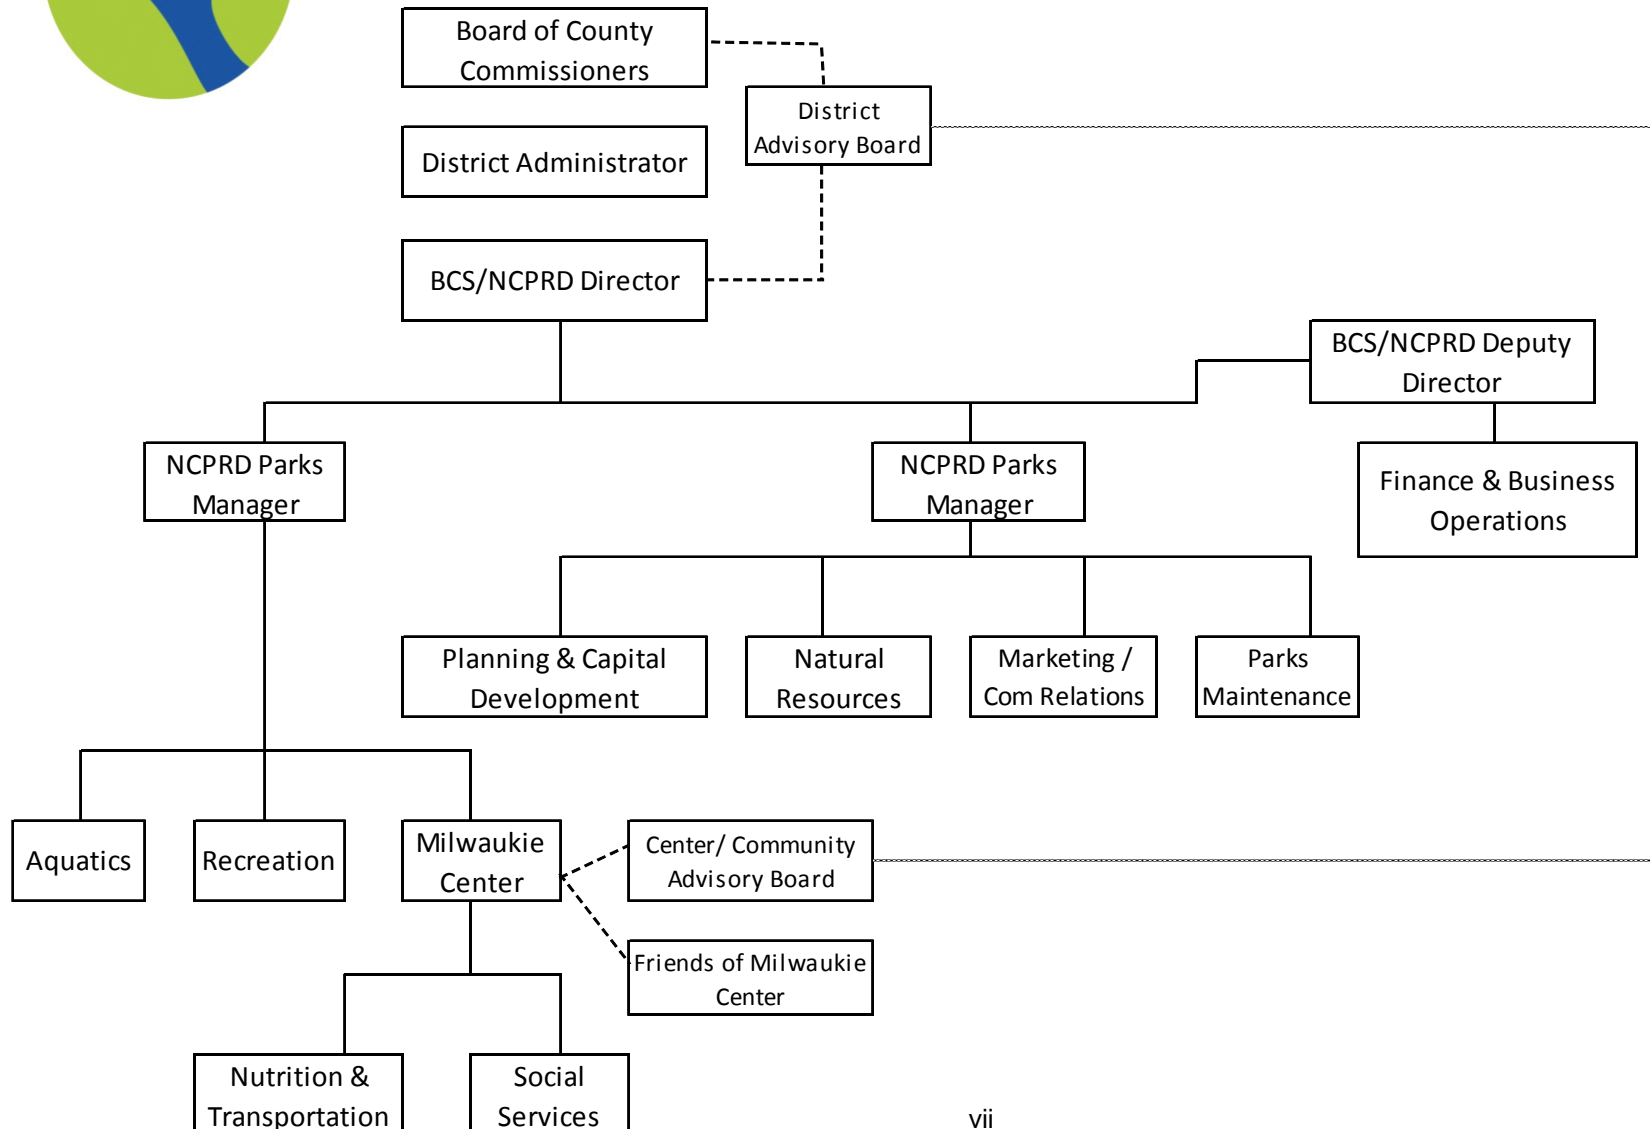 Board of County
Commissioners
District
Advisory Board
District Administrator
BCS/NCPRD Director
BCS/NCPRD Deputy
Director
NCPRD Parks
Manager
NCPRD Parks
Manager
Finance & Business
Operations
Planning & Capital
Development
Natural
Resources
Marketing /
Com Relations
Parks
Maintenance
Aquatics
Recreation
Milwaukie
Center
Center/ Community
Advisory Board
Friends of Milwaukie
Center
Nutrition &
Transportation
Social
Services
vii